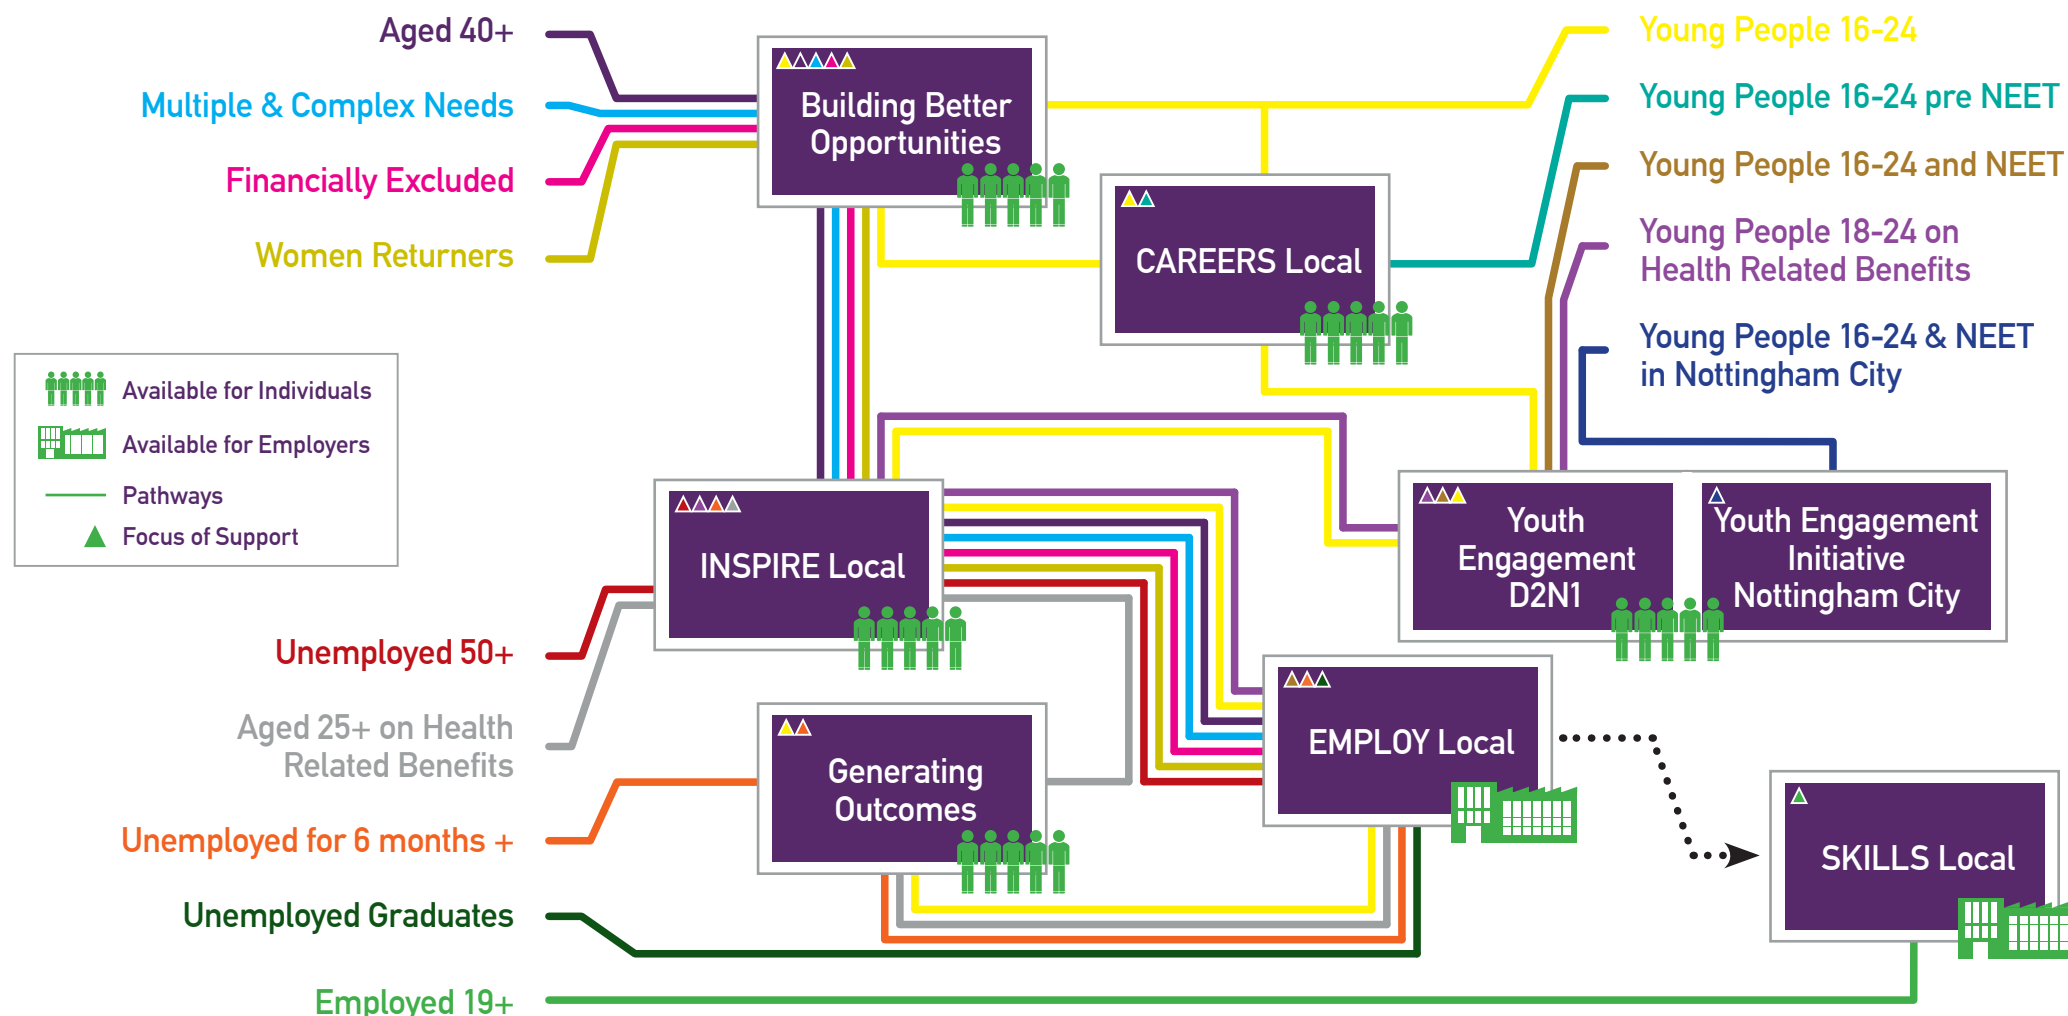 Aged 40+
Multiple & Complex Needs
Financially Excluded
Women Returners
Building Better
Opportunities
Young People 16-24
Young People 16-24 pre NEET
Young People 16-24 and NEET
Young People 18-24 on
Health Related Benefits
Young People 16-24 & NEET
in Nottingham City
CAREERS Local
Available for Individuals
Available for Employers
Pathways
Focus of Support
INSPIRE Local
Youth
Engagement
D2N1
Youth Engagement
Initiative
Nottingham City
Unemployed 50+
Aged 25+ on Health
Related Benefits
Unemployed for 6 months +
Unemployed Graduates
Employed 19+
Generating
Outcomes
EMPLOY Local
SKILLS Local